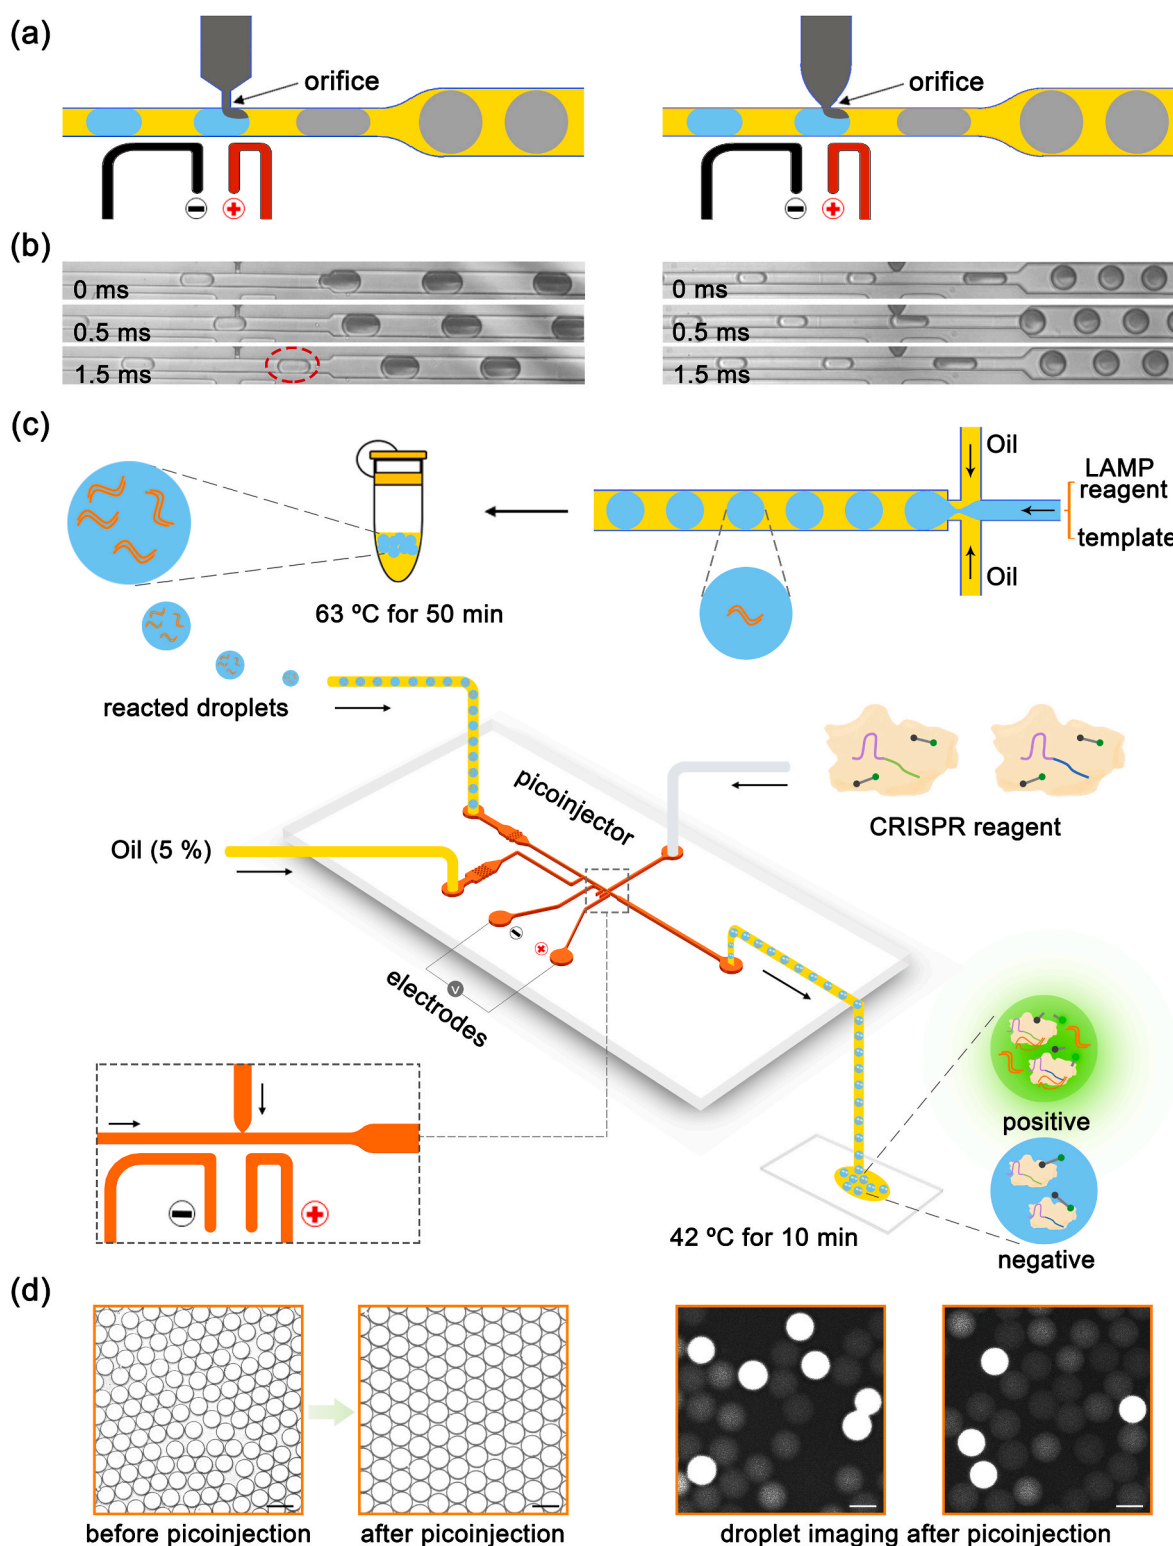 (a)
orifice
orifice
(b)
0 ms
0.5 ms
1.5 ms
0 ms
0.5 ms
1.5 ms
(c)
Oil
LAMP
reagent
template
Oil
63 ºC for 50 min
reacted droplets
picoinjector
CRISPR reagent
Oil (5 %)
electrodes
V
positive
negative
42 ºC for 10 min
(d)
before picoinjection
after picoinjection
droplet imaging after picoinjection